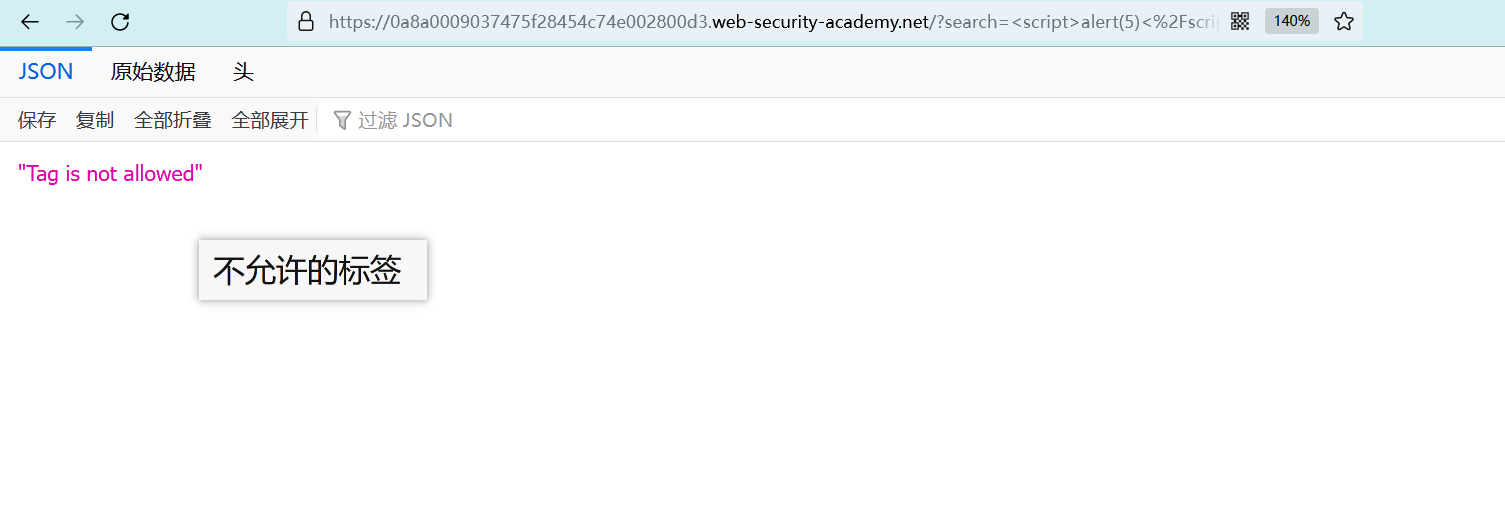 https://0a8a0009037475f28454c74e002800d3.web-security-academy.net/?search=<script>alert(5)<%2Fscri
140%
JSON 原始数据 头
保存 复制 全部折叠 全部展开 过滤 JSON
"Tag is not allowed"
不允许的标签